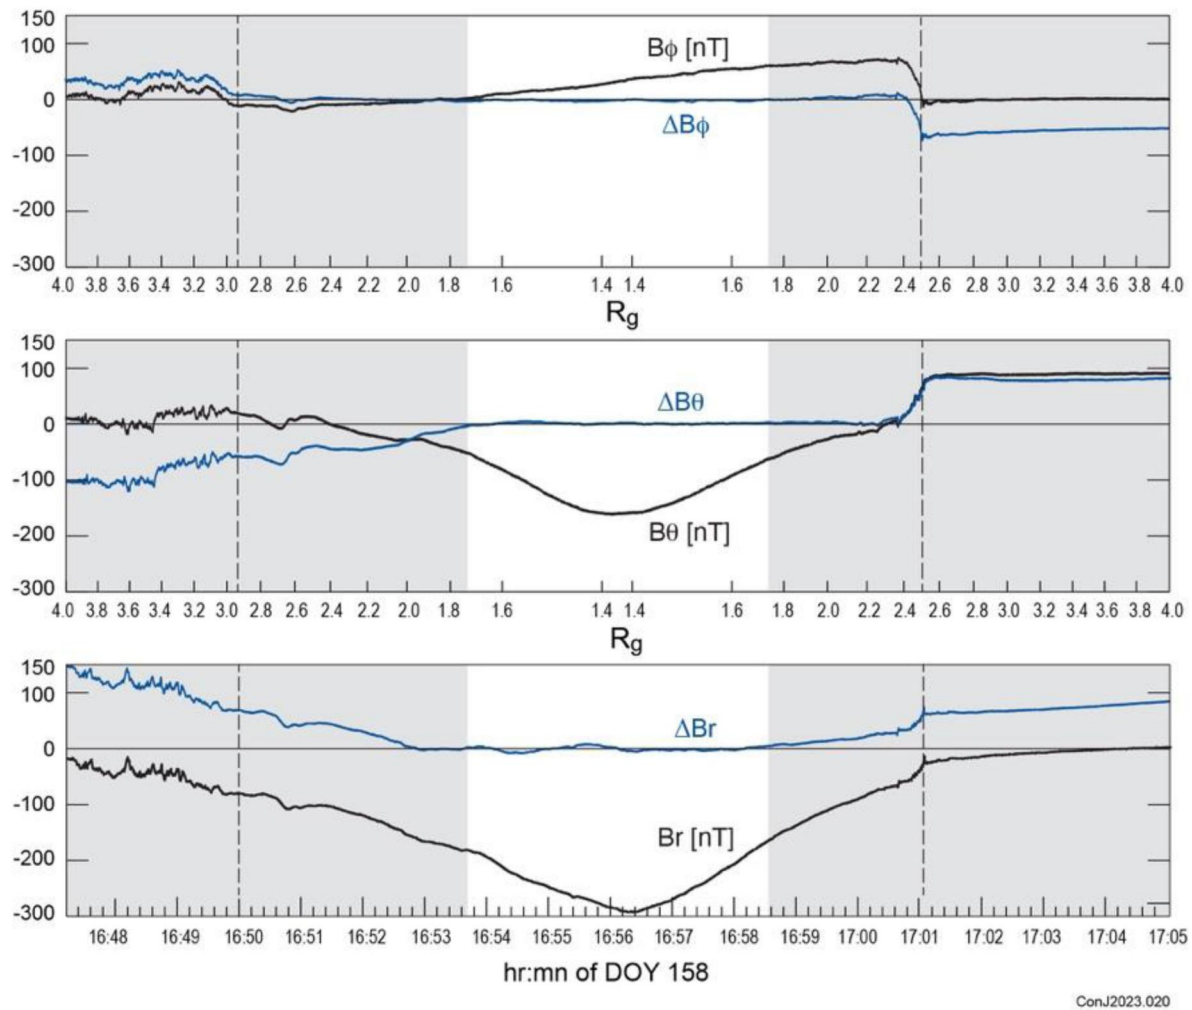 150
100
0
-100
-200
-300
Bϕ [nT]
ΔBϕ
4.0 3.8 3.6 3.4 3.2 3.0 2.8 2.6 2.4 2.2 2.0 1.8 1.6 1.4 1.4 1.6 1.8 2.0 2.2 2.4 2.6 2.8 3.0 3.2 3.4 3.6 3.8 4.0
Rg
150
100
0
-100
-200
-300
ΔBθ
Bθ [nT]
4.0 3.8 3.6 3.4 3.2 3.0 2.8 2.6 2.4 2.2 2.0 1.8 1.6 1.4 1.4 1.6 1.8 2.0 2.2 2.4 2.6 2.8 3.0 3.2 3.4 3.6 3.8 4.0
Rg
150
100
0
-100
-200
-300
ΔBr
Br [nT]
16:48 16:49 16:50 16:51 16:52 16:53 16:54 16:55 16:56 16:57 16:58 16:59 17:00 17:01 17:02 17:03 17:04 17:05
hr:mn of DOY 158
ConJ2023.020